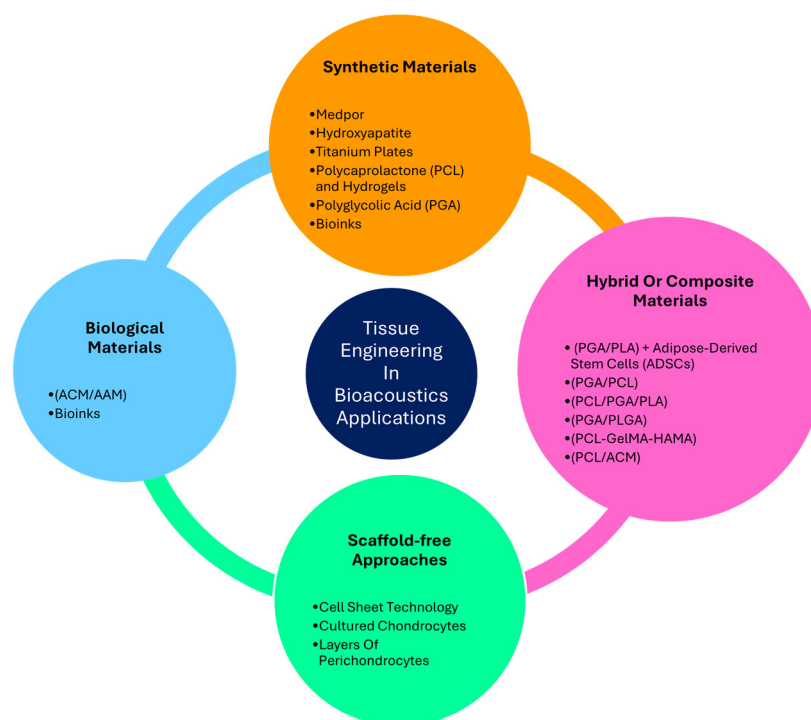 Synthetic Materials
•Medpor
•Hydroxyapatite
•Titanium Plates
•Polycaprolactone (PCL)
and Hydrogels
•Polyglycolic Acid (PGA)
•Bioinks
Hybrid Or Composite
Materials
• (PGA/PLA) + Adipose-Derived
Stem Cells (ADSCs)
•(PGA/PCL)
•(PCL/PGA/PLA)
•(PGA/PLGA)
•(PCL-GelMA-HAMA)
•(PCL/ACM)
Scaffold-free
Approaches
•Cell Sheet Technology
•Cultured Chondrocytes
•Layers Of
Perichondrocytes
Biological
Materials
•(ACM/AAM)
•Bioinks
Tissue
Engineering
In
Bioacoustics
Applications